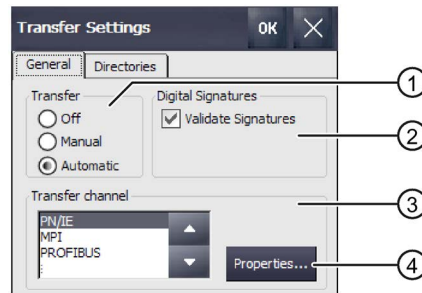 Transfer Settings OK
General Directories
Transfer Digital Signatures
Off Validate Signatures
Manual
Automatic
Transfer channel
PN/IE
MPI
PROFIBUS
Properties...
1
2
3
4